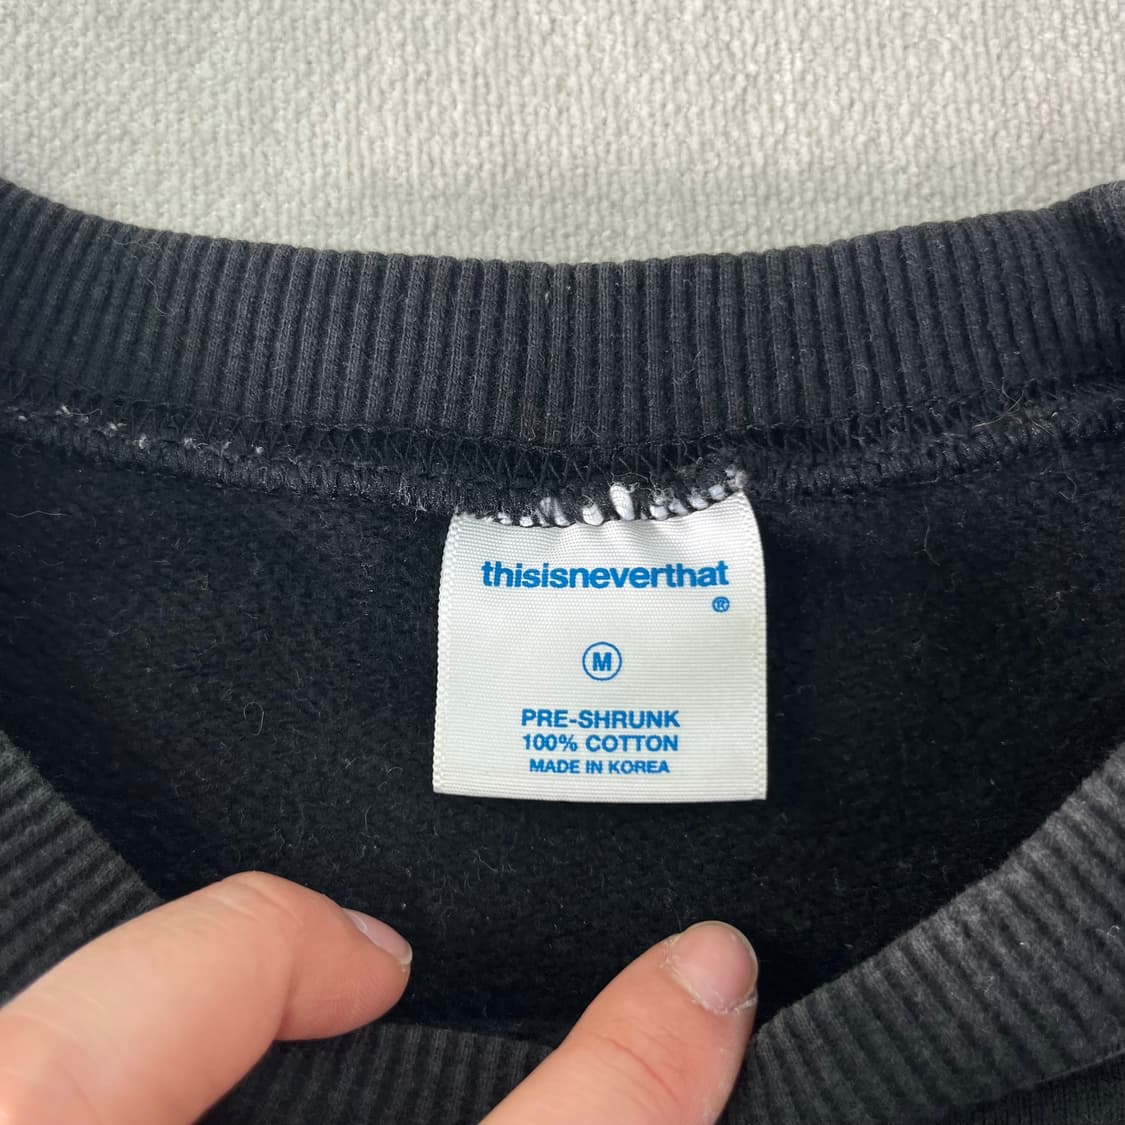 thisisneverthat
®
M
PRE-SHRUNK
100% COTTON
MADE IN KOREA